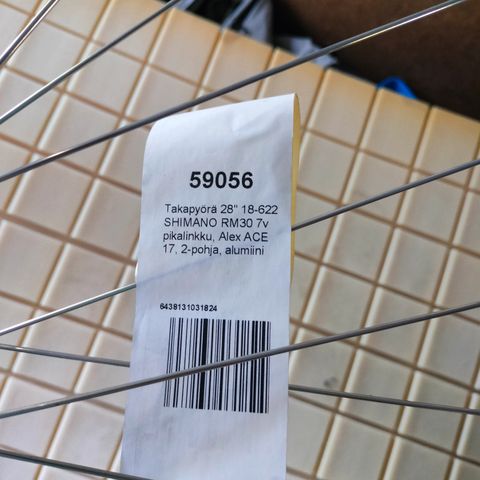 59056
Takapyörä 28" 18-622
SHIMANO RM30 7v
pikalinkku, Alex ACE
17, 2-pohja, alumiini
6438131031824